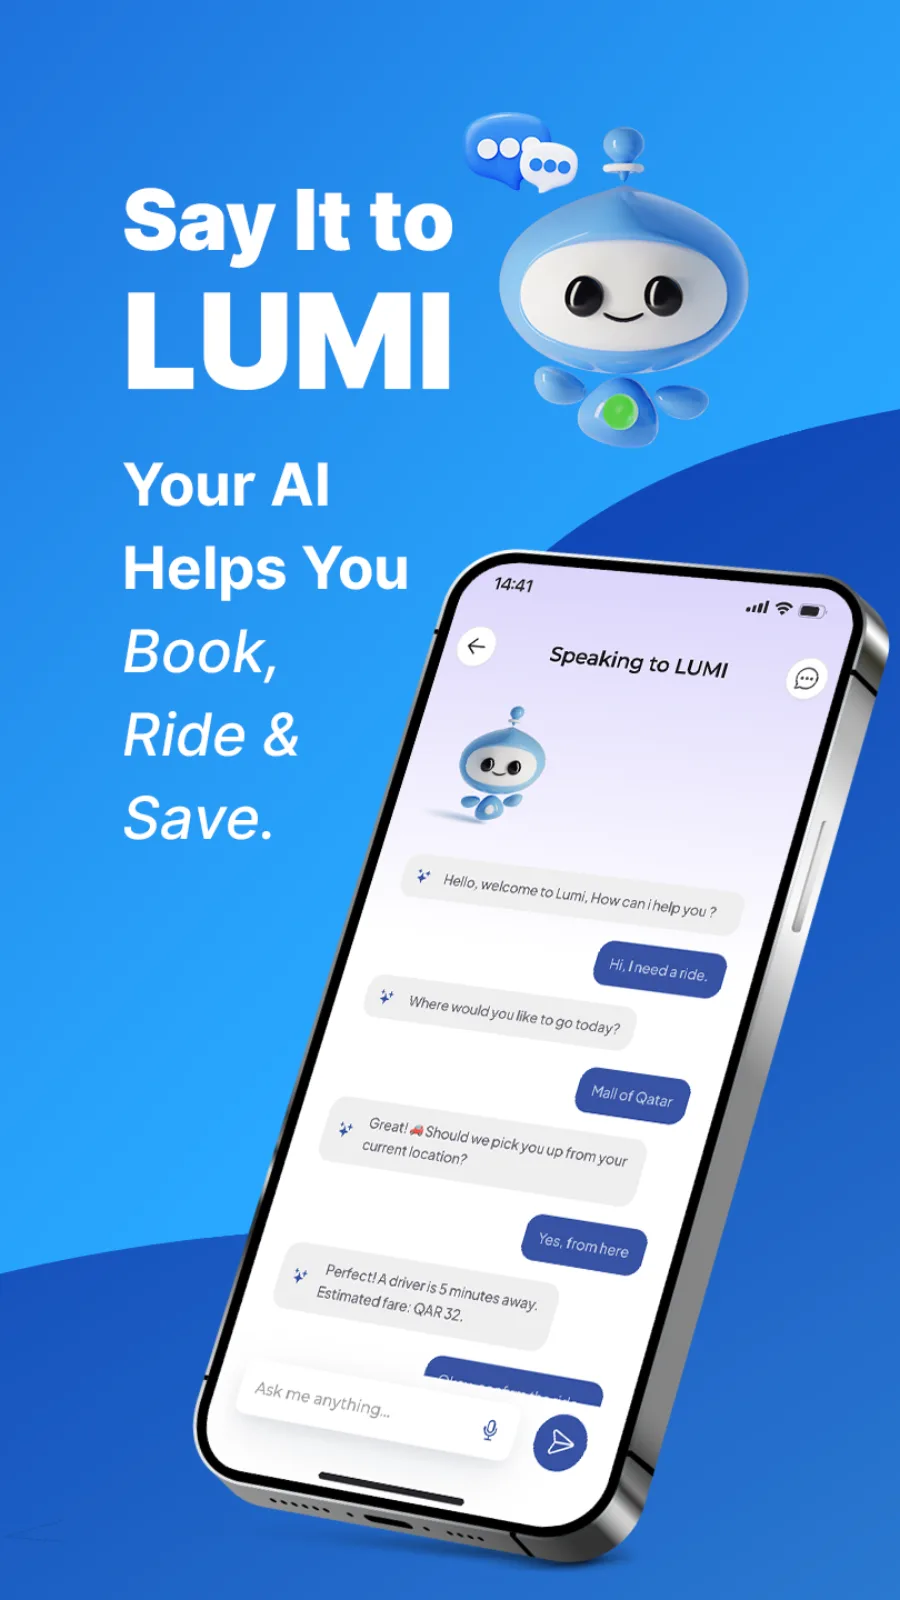 Say It to
LUMI
Your AI
Helps You
Book,
Ride &
Save.
14:41
Speaking to LUMI
Hello, welcome to Lumi, How can i help you ?
Hi, I need a ride.
Where would you like to go today?
Mall of Qatar
Great! 🚗 Should we pick you up from your
current location?
Yes, from here
Perfect! A driver is 5 minutes away.
Estimated fare: QAR 32.
Ask me anything...